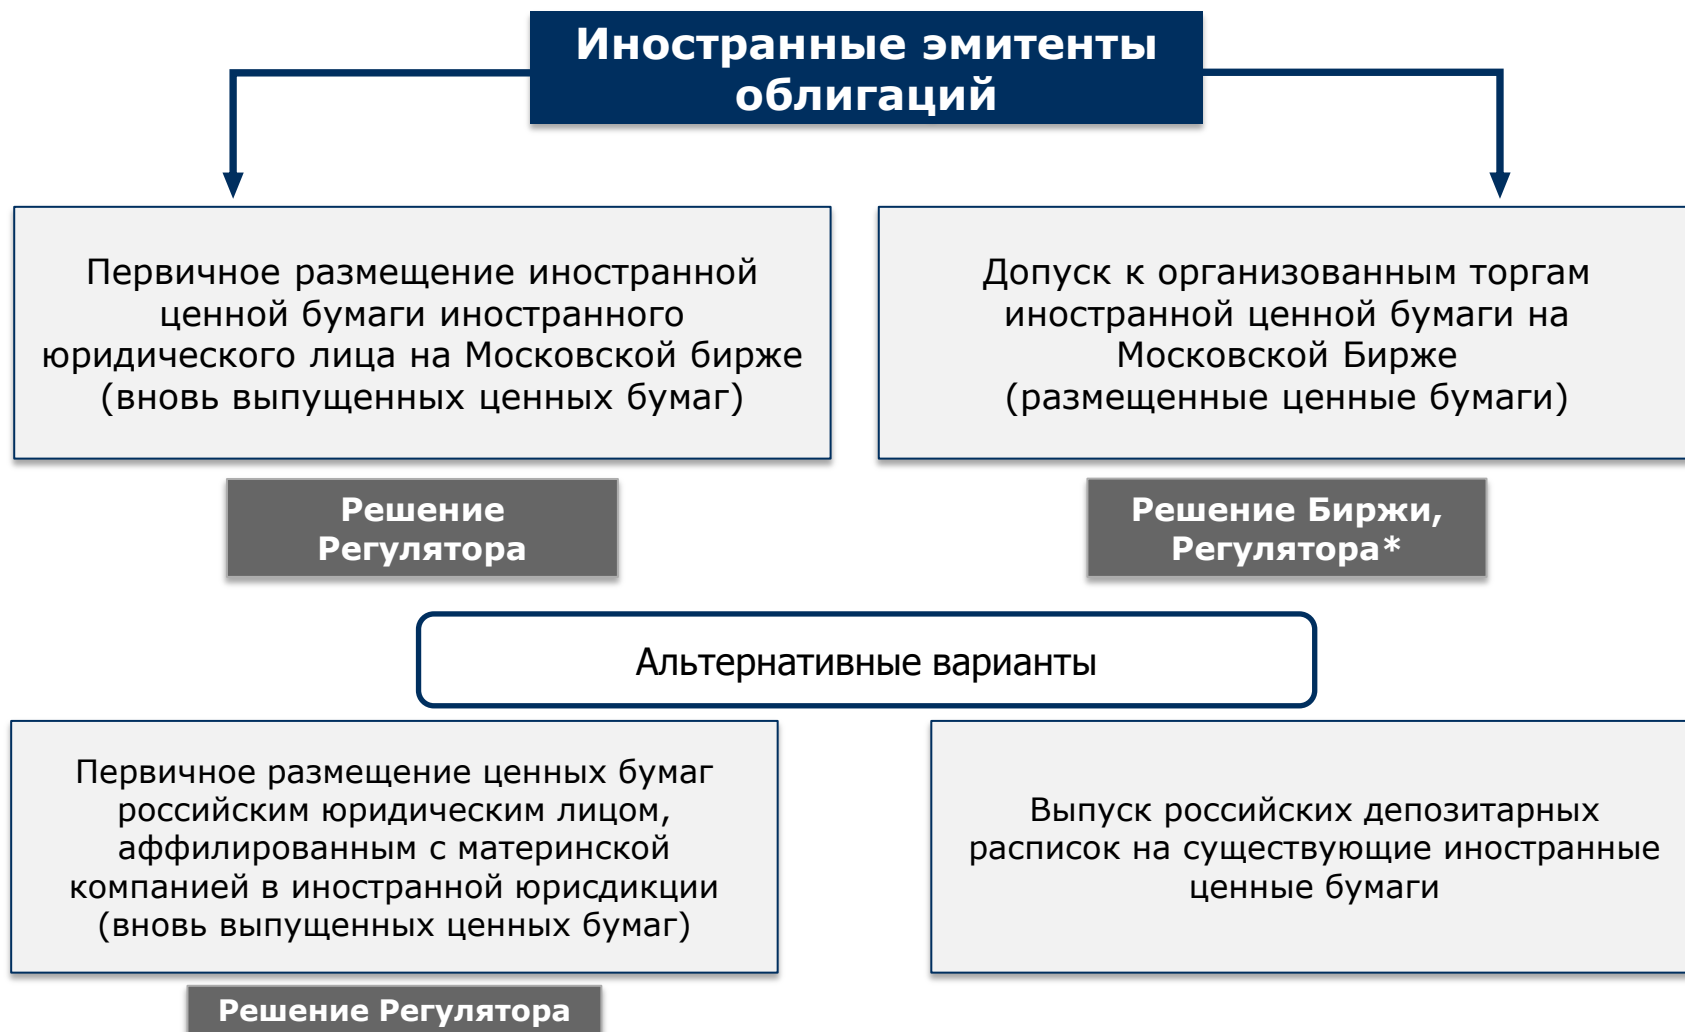 Иностранные эмитенты
облигаций
Первичное размещение иностранной
ценной бумаги иностранного
юридического лица на Московской бирже
(вновь выпущенных ценных бумаг)
Допуск к организованным торгам
иностранной ценной бумаги на
Московской Бирже
(размещенные ценные бумаги)
Решение
Регулятора
Решение Биржи,
Регулятора*
Альтернативные варианты
Первичное размещение ценных бумаг
российским юридическим лицом,
аффилированным с материнской
компанией в иностранной юрисдикции
(вновь выпущенных ценных бумаг)
Выпуск российских депозитарных
расписок на существующие иностранные
ценные бумаги
Решение Регулятора